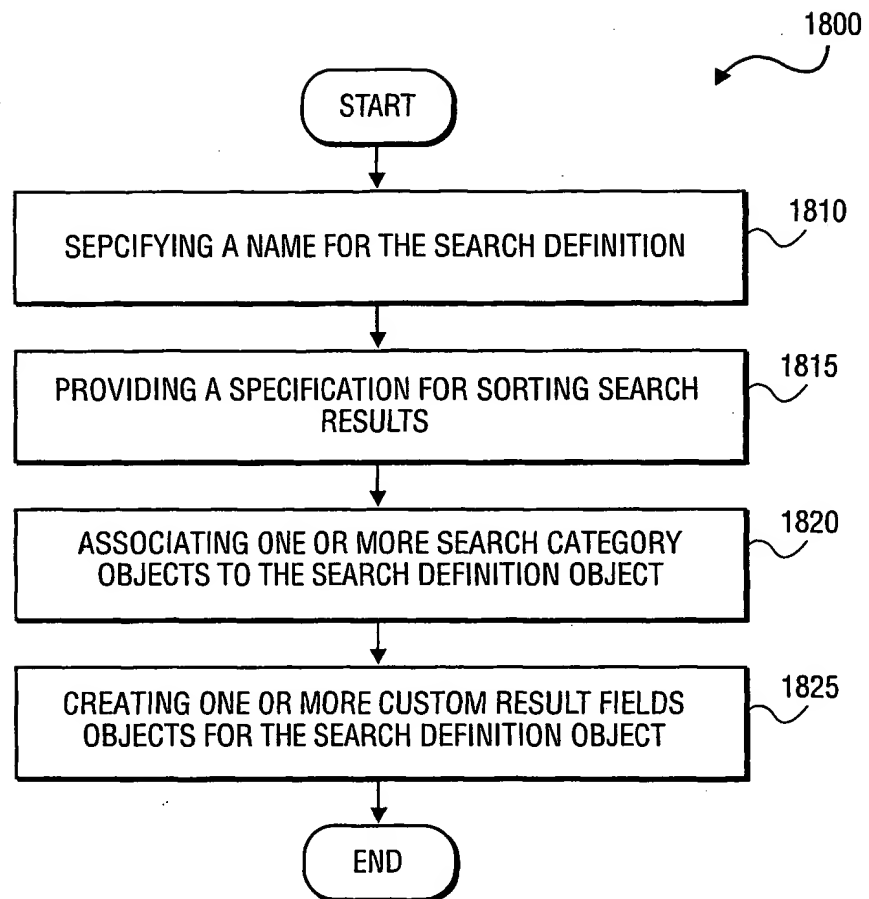 1800
START
SEPCIFYING A NAME FOR THE SEARCH DEFINITION
1810
PROVIDING A SPECIFICATION FOR SORTING SEARCH
RESULTS
1815
ASSOCIATING ONE OR MORE SEARCH CATEGORY
OBJECTS TO THE SEARCH DEFINITION OBJECT
1820
CREATING ONE OR MORE CUSTOM RESULT FIELDS
OBJECTS FOR THE SEARCH DEFINITION OBJECT
1825
END